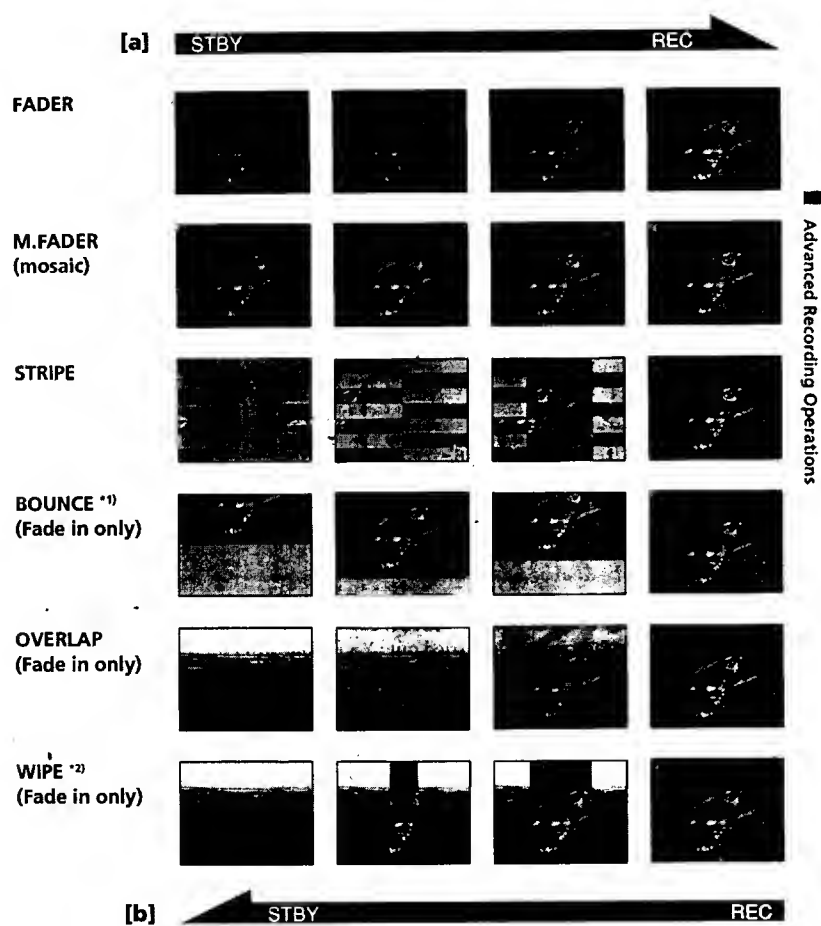 [a] STBY REC
FADER
M.FADER
(mosaic)
STRIPE
BOUNCE *1)
(Fade in only)
OVERLAP
(Fade in only)
WIPE *2)
(Fade in only)
[b] STBY REC
Advanced Recording Operations